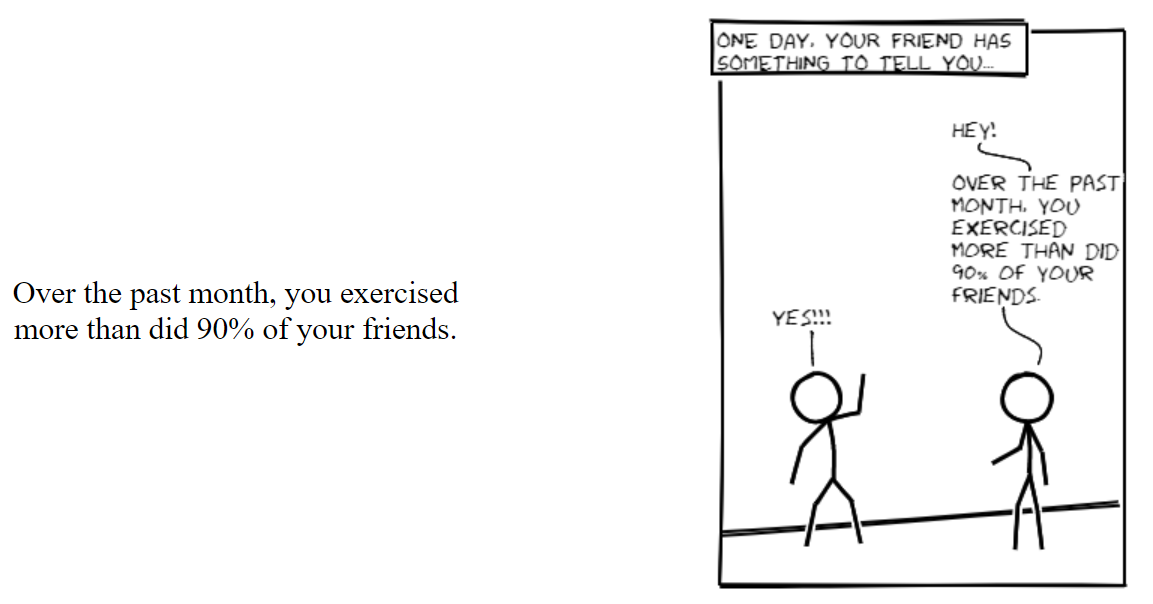 Over the past month, you exercised
more than did 90% of your friends.
ONE DAY, YOUR FRIEND HAS
SOMETHING TO TELL YOU...
HEY!
OVER THE PAST
MONTH, YOU
EXERCISED
MORE THAN DID
90% OF YOUR
FRIENDS.
YES!!!